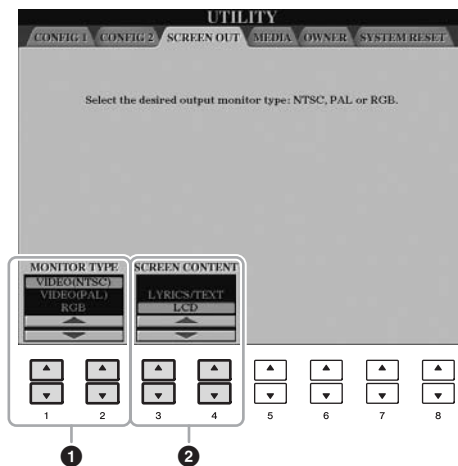 UTILITY
CONFIG 1 CONFIG 2 SCREEN OUT MEDIA OWNER SYSTEM RESET
Select the desired output monitor type: NTSC, PAL or RGB.
MONITOR TYPE SCREEN CONTENT
VIDEO(NTSC)
VIDEO(PAL) LYRICS/TEXT
RGB LCD
1 2 3 4 5 6 7 8
1 2